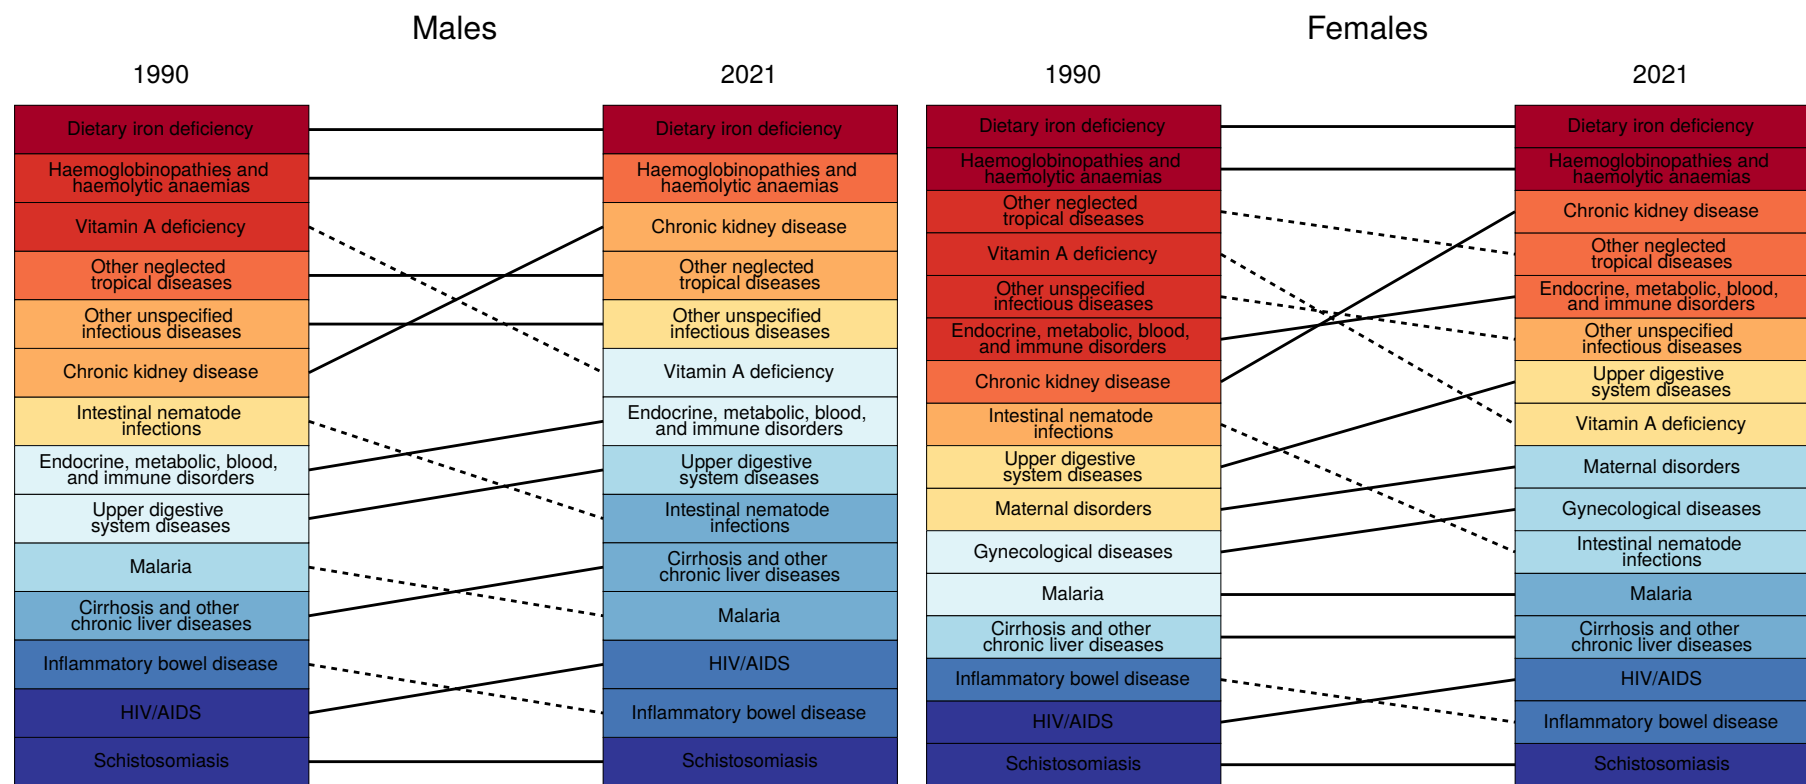 Males
1990
2021
Dietary iron deficiency
Haemoglobinopathies and
haemolytic anaemias
Vitamin A deficiency
Other neglected
tropical diseases
Other unspecified
infectious diseases
Chronic kidney disease
Intestinal nematode
infections
Endocrine, metabolic, blood,
and immune disorders
Upper digestive
system diseases
Malaria
Cirrhosis and other
chronic liver diseases
Inflammatory bowel disease
HIV/AIDS
Schistosomiasis
Dietary iron deficiency
Haemoglobinopathies and
haemolytic anaemias
Chronic kidney disease
Other neglected
tropical diseases
Other unspecified
infectious diseases
Vitamin A deficiency
Endocrine, metabolic, blood,
and immune disorders
Upper digestive
system diseases
Intestinal nematode
infections
Cirrhosis and other
chronic liver diseases
Malaria
HIV/AIDS
Inflammatory bowel disease
Schistosomiasis
Females
1990
2021
Dietary iron deficiency
Haemoglobinopathies and
haemolytic anaemias
Other neglected
tropical diseases
Vitamin A deficiency
Other unspecified
infectious diseases
Endocrine, metabolic, blood,
and immune disorders
Chronic kidney disease
Intestinal nematode
infections
Upper digestive
system diseases
Maternal disorders
Gynecological diseases
Malaria
Cirrhosis and other
chronic liver diseases
Inflammatory bowel disease
HIV/AIDS
Schistosomiasis
Dietary iron deficiency
Haemoglobinopathies and
haemolytic anaemias
Chronic kidney disease
Other neglected
tropical diseases
Endocrine, metabolic, blood,
and immune disorders
Other unspecified
infectious diseases
Upper digestive
system diseases
Vitamin A deficiency
Maternal disorders
Gynecological diseases
Intestinal nematode
infections
Malaria
Cirrhosis and other
chronic liver diseases
HIV/AIDS
Inflammatory bowel disease
Schistosomiasis